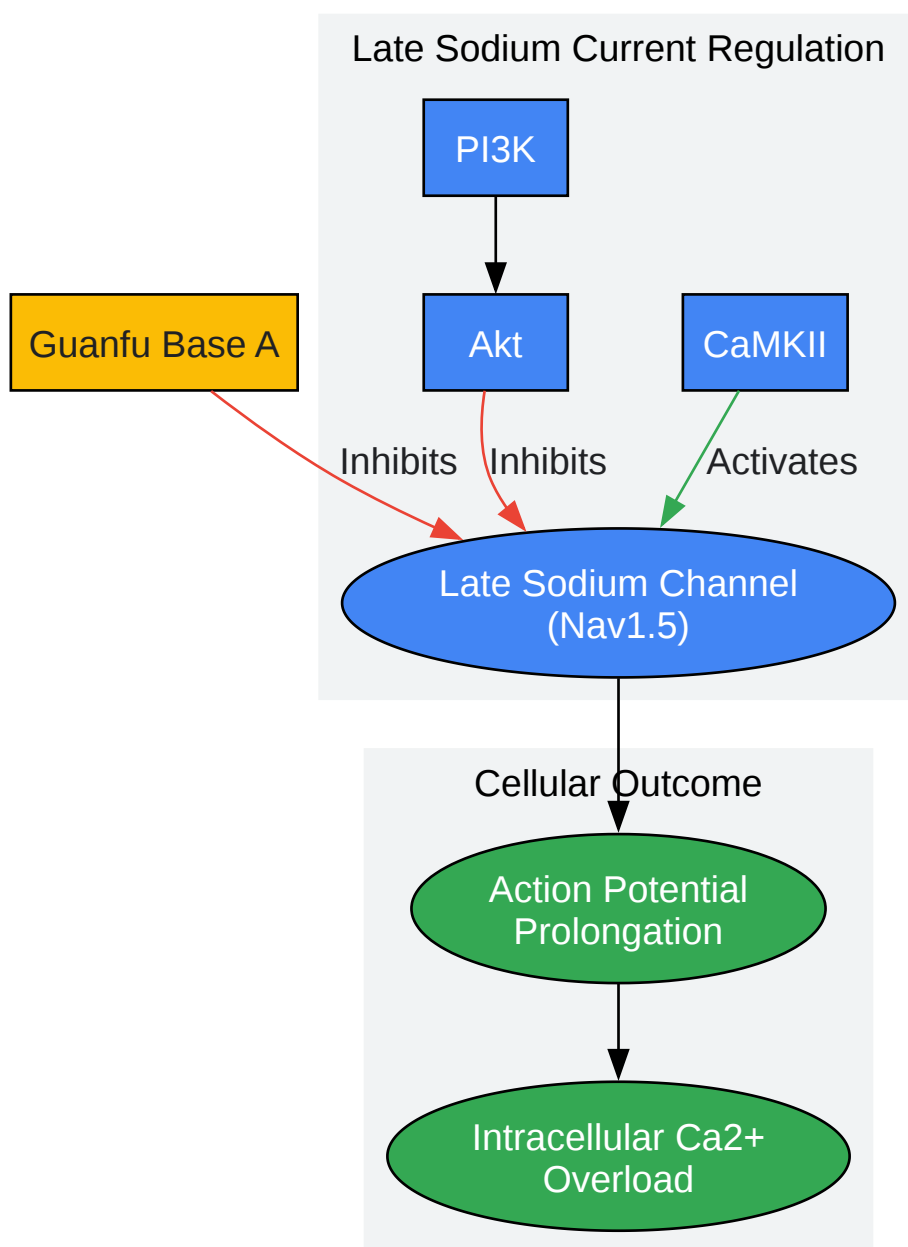 Late Sodium Current Regulation
PI3K
Guanfu Base A
Akt
CaMKII
Inhibits
Inhibits
Activates
Late Sodium Channel
(Nav1.5)
Cellular Outcome
Action Potential
Prolongation
Intracellular Ca2+
Overload